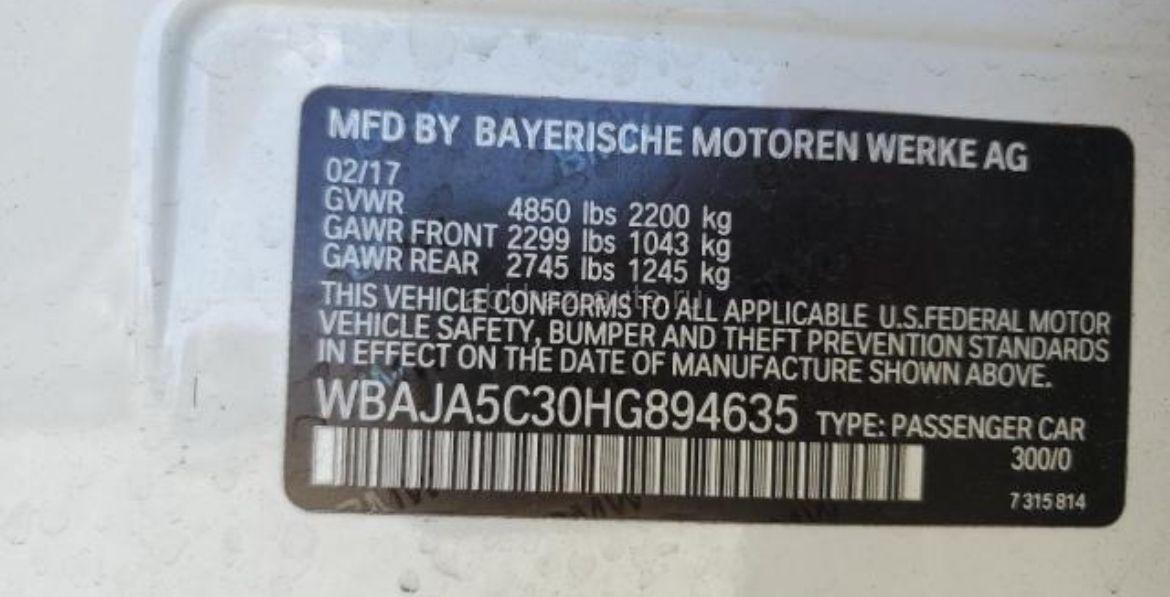 MFD BY BAYERISCHE MOTOREN WERKE AG
02/17
GVWR 4850 lbs 2200 kg
GAWR FRONT 2299 lbs 1043 kg
GAWR REAR 2745 lbs 1245 kg
THIS VEHICLE CONFORMS TO ALL APPLICABLE U.S.FEDERAL MOTOR
VEHICLE SAFETY, BUMPER AND THEFT PREVENTION STANDARDS
IN EFFECT ON THE DATE OF MANUFACTURE SHOWN ABOVE.
WBAJA5C30HG894635 TYPE: PASSENGER CAR
300/0
7 315 814